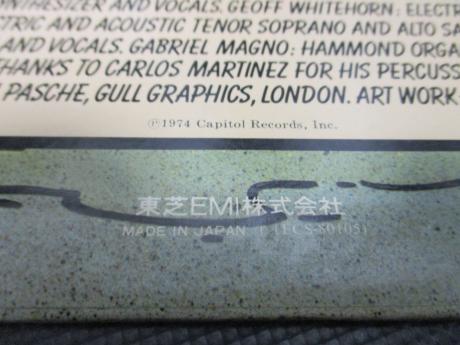 NTHESIZER AND VOCALS. GEOFF WHITEHORN: ELECTR
TRIC AND ACOUSTIC TENOR SOPRANO AND ALTO SA
AND VOCALS. GABRIEL MAGNO: HAMMOND ORGA
THANKS TO CARLOS MARTINEZ FOR HIS PERCUSS
PASCHE, GULL GRAPHICS, LONDON. ART WORK
℗1974 Capitol Records, Inc.
東芝EMI株式会社
MADE IN JAPAN (ECS-80105)